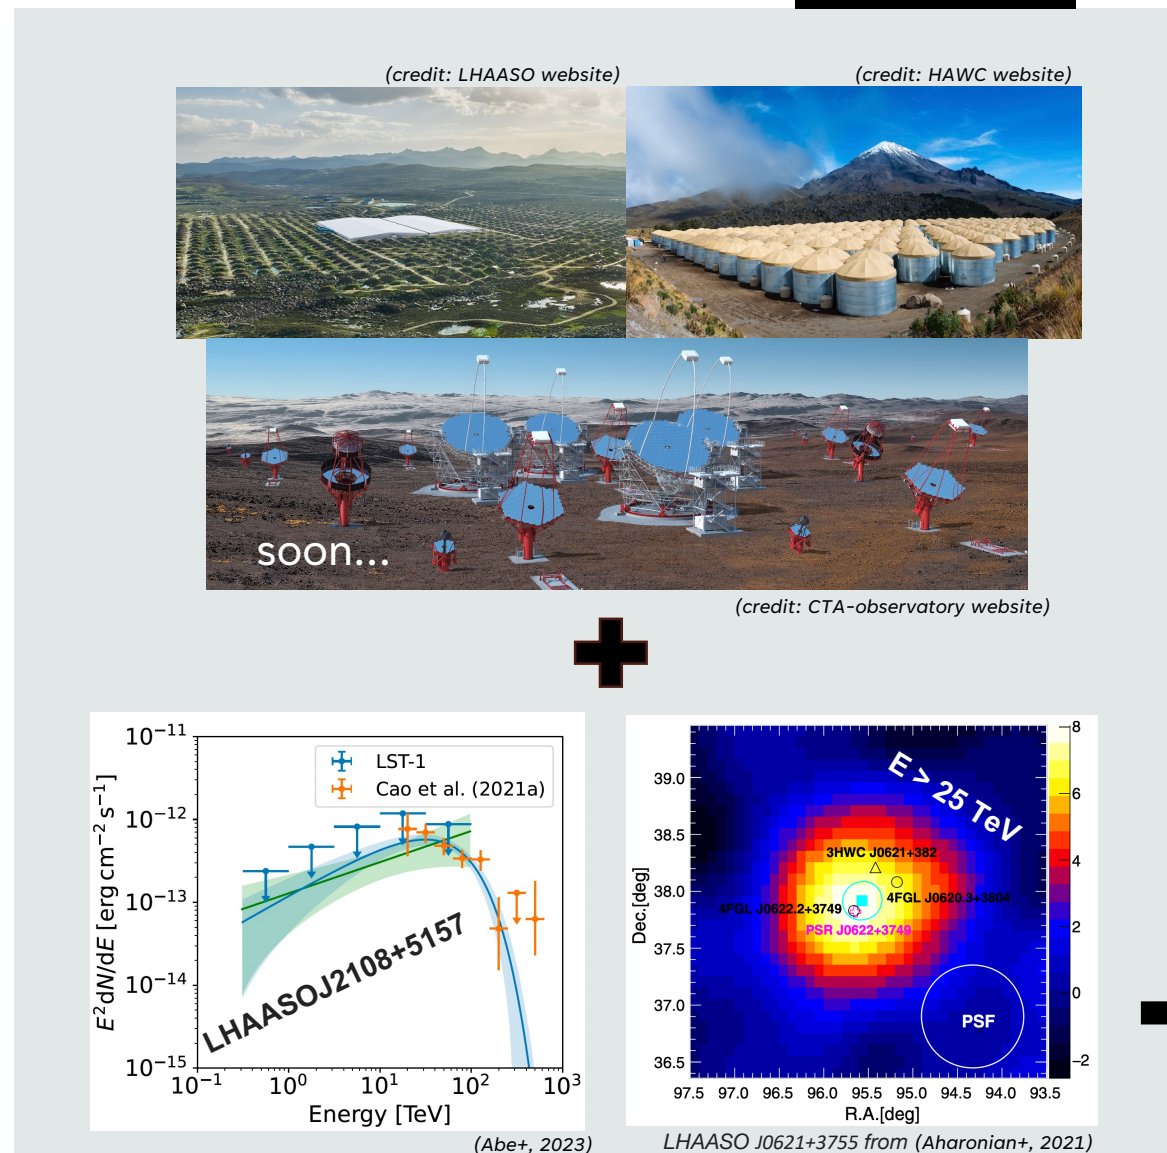 (credit: LHAASO website)
(credit: HAWC website)
soon...
(credit: CTA-observatory website)
10⁻¹¹
10⁻¹²
10⁻¹³
10⁻¹⁴
10⁻¹⁵
E²dN/dE [erg cm⁻² s⁻¹]
LST-1
Cao et al. (2021a)
LHAASOJ2108+5157
10⁻¹ 10⁰ 10¹ 10² 10³
Energy [TeV]
(Abe+, 2023)
E > 25 TeV
39.0
38.5
38.0
37.5
37.0
36.5
Dec.[deg]
3HWC J0621+382
4FGL J0620.3+3804
4FGL J0622.2+3749
PSR J0622+3749
PSF
8
6
4
2
0
−2
97.5 97.0 96.5 96.0 95.5 95.0 94.5 94.0 93.5
R.A.[deg]
LHAASO J0621+3755 from (Aharonian+, 2021)